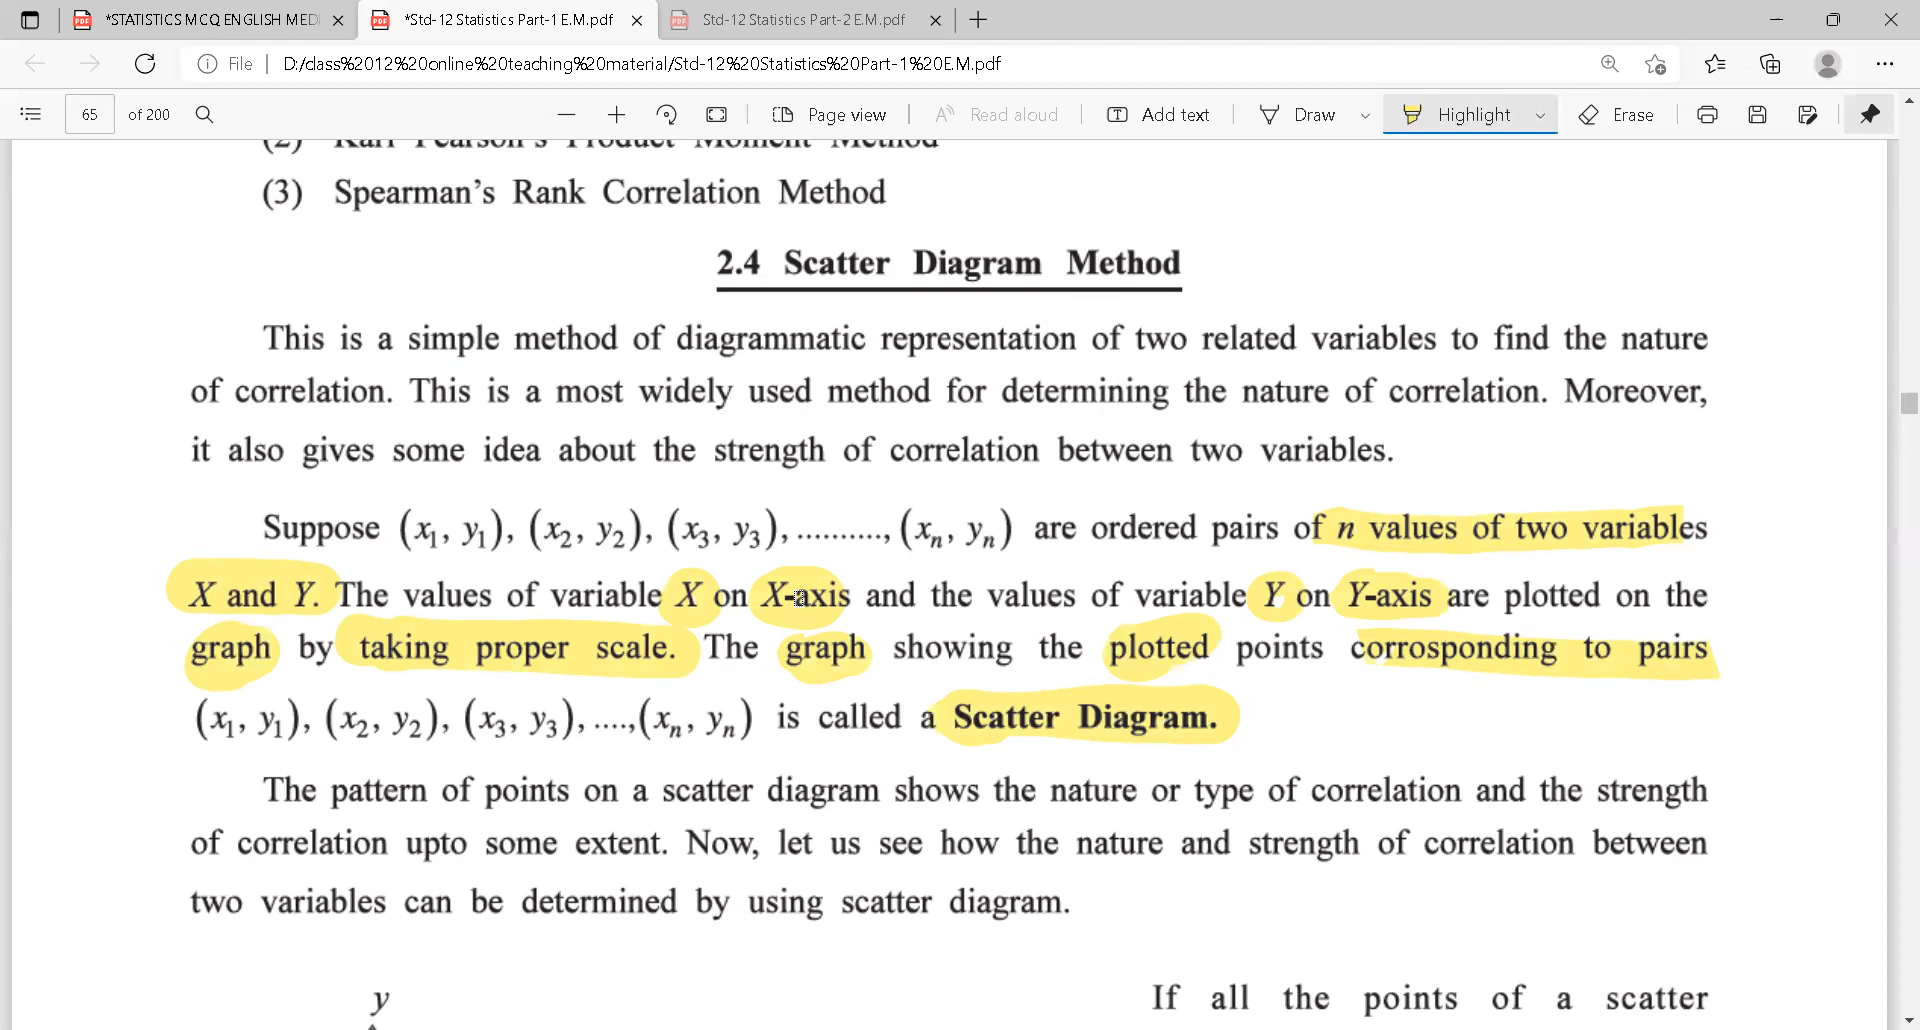 *STATISTICS MCQ ENGLISH MEDI
*Std-12 Statistics Part-1 E.M.pdf
Std-12 Statistics Part-2 E.M.pdf
File | D:/class%2012%20online%20teaching%20material/Std-12%20Statistics%20Part-1%20E.M.pdf
65 of 200
Page view
Read aloud
Add text
Draw
Highlight
Erase
(2) Karl Pearson's Product Moment Method
(3) Spearman's Rank Correlation Method
2.4 Scatter Diagram Method
This is a simple method of diagrammatic representation of two related variables to find the nature
of correlation. This is a most widely used method for determining the nature of correlation. Moreover,
it also gives some idea about the strength of correlation between two variables.
Suppose (x₁, y₁), (x₂, y₂), (x₃, y₃), .........., (xₙ, yₙ) are ordered pairs of n values of two variables
X and Y. The values of variable X on X-axis and the values of variable Y on Y-axis are plotted on the
graph by taking proper scale. The graph showing the plotted points corrosponding to pairs
(x₁, y₁), (x₂, y₂), (x₃, y₃), ....,(xₙ, yₙ) is called a Scatter Diagram.
The pattern of points on a scatter diagram shows the nature or type of correlation and the strength
of correlation upto some extent. Now, let us see how the nature and strength of correlation between
two variables can be determined by using scatter diagram.
y
If all the points of a scatter